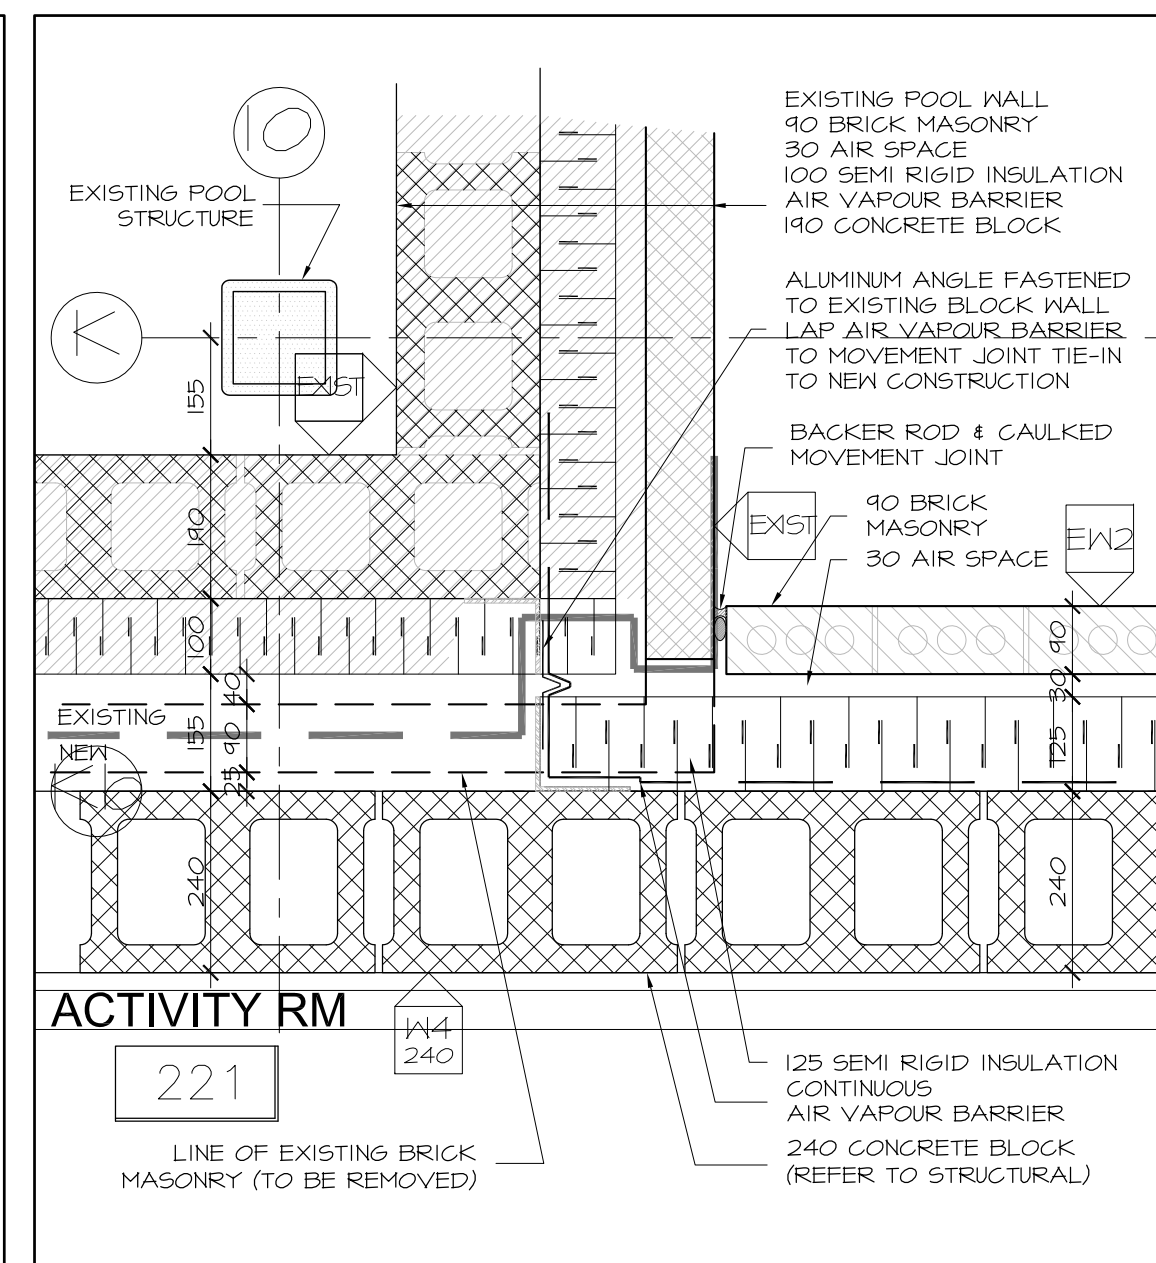 10
EXISTING POOL
STRUCTURE
K
EXIST
EXISTING POOL WALL
90 BRICK MASONRY
30 AIR SPACE
100 SEMI RIGID INSULATION
AIR VAPOUR BARRIER
190 CONCRETE BLOCK
ALUMINUM ANGLE FASTENED
TO EXISTING BLOCK WALL
LAP AIR VAPOUR BARRIER
TO MOVEMENT JOINT TIE-IN
TO NEW CONSTRUCTION
BACKER ROD & CAULKED
MOVEMENT JOINT
EXIST
90 BRICK
MASONRY
30 AIR SPACE
EW2
155
190
100
155
240
40
90
25
90
30
125
240
EXISTING
NEW
ACTIVITY RM
221
W4
240
LINE OF EXISTING BRICK
MASONRY (TO BE REMOVED)
125 SEMI RIGID INSULATION
CONTINUOUS
AIR VAPOUR BARRIER
240 CONCRETE BLOCK
(REFER TO STRUCTURAL)